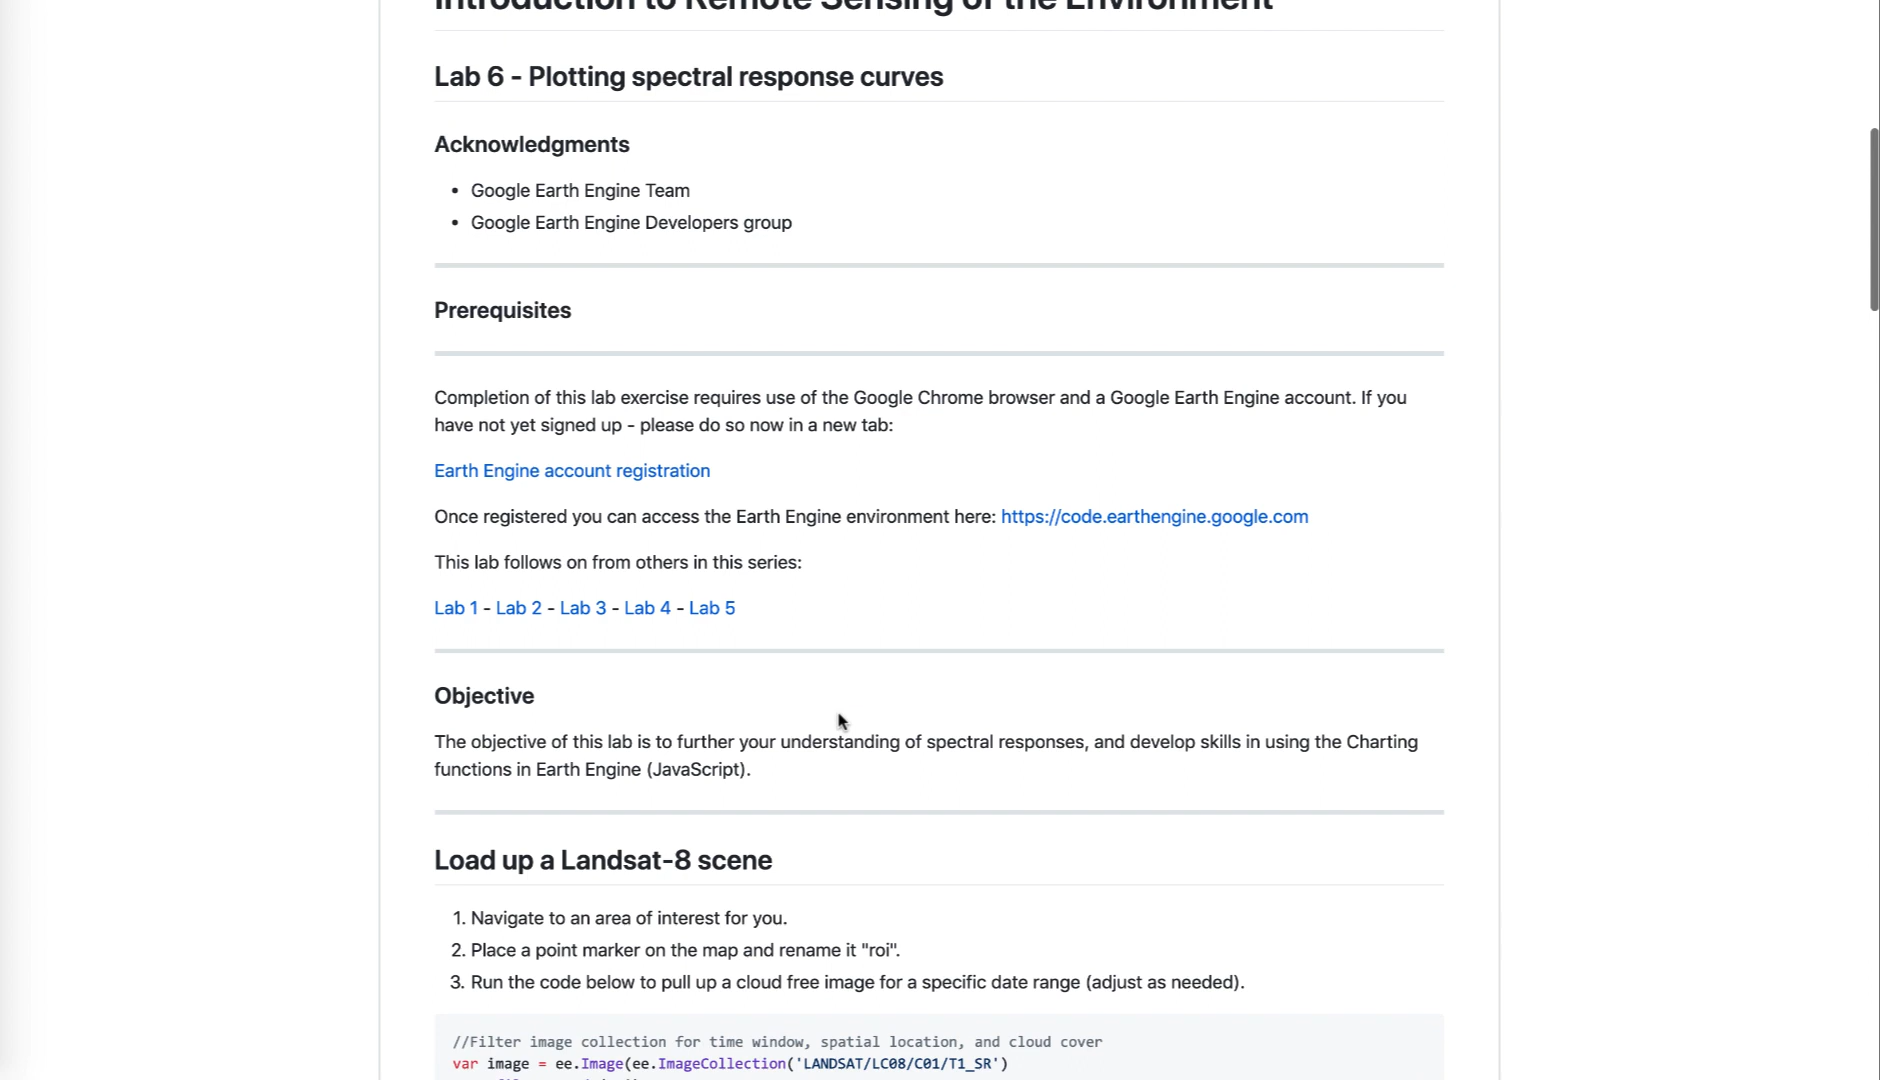 Introduction to Remote Sensing of the Environment
Lab 6 - Plotting spectral response curves
Acknowledgments
• Google Earth Engine Team
• Google Earth Engine Developers group
Prerequisites
Completion of this lab exercise requires use of the Google Chrome browser and a Google Earth Engine account. If you
have not yet signed up - please do so now in a new tab:
Earth Engine account registration
Once registered you can access the Earth Engine environment here: https://code.earthengine.google.com
This lab follows on from others in this series:
Lab 1 - Lab 2 - Lab 3 - Lab 4 - Lab 5
Objective
The objective of this lab is to further your understanding of spectral responses, and develop skills in using the Charting
functions in Earth Engine (JavaScript).
Load up a Landsat-8 scene
1. Navigate to an area of interest for you.
2. Place a point marker on the map and rename it "roi".
3. Run the code below to pull up a cloud free image for a specific date range (adjust as needed).
//Filter image collection for time window, spatial location, and cloud cover
var image = ee.Image(ee.ImageCollection('LANDSAT/LC08/C01/T1_SR')